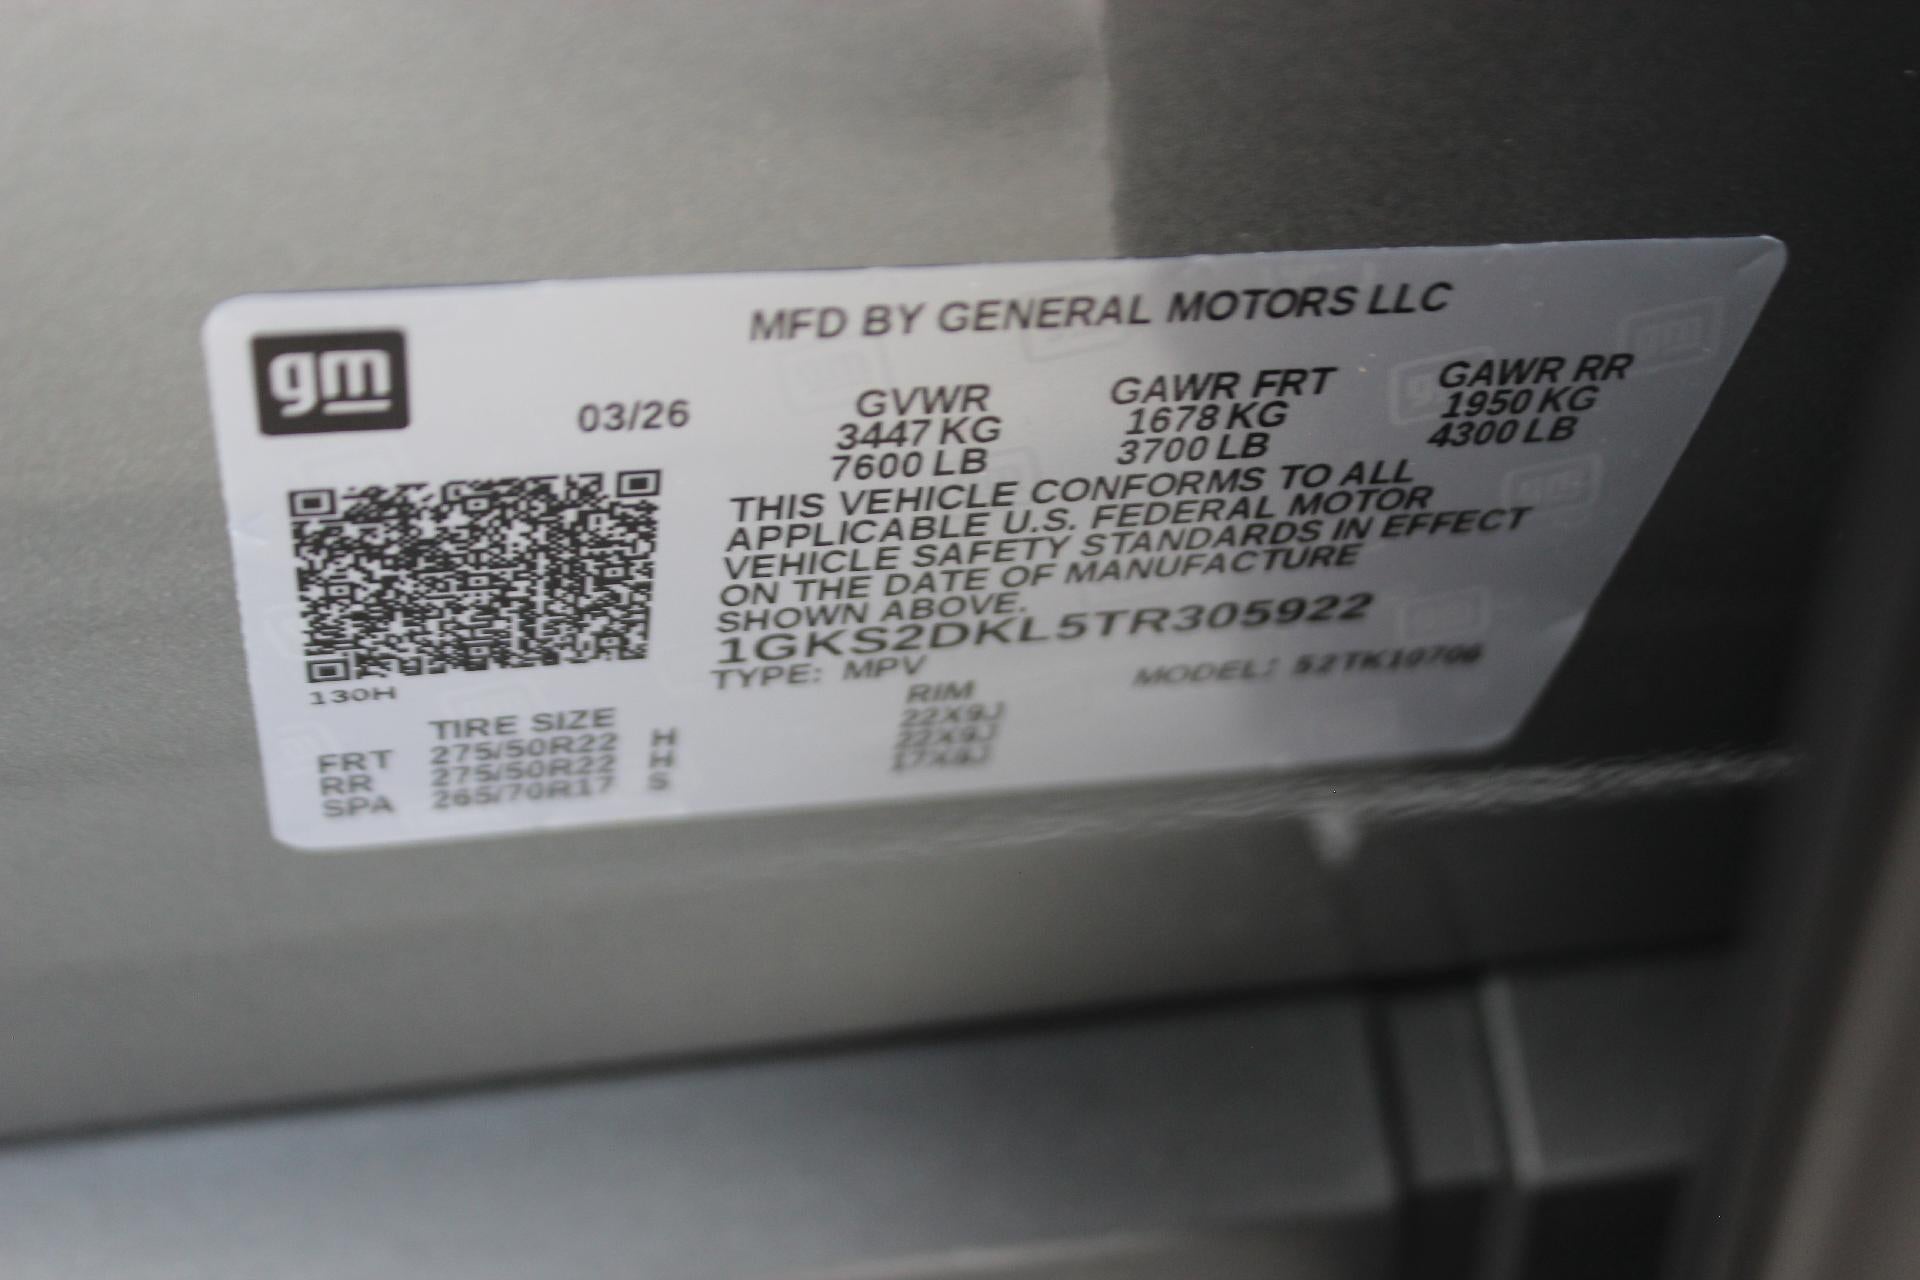 gm
MFD BY GENERAL MOTORS LLC
03/26
GVWR GAWR FRT GAWR RR
3447 KG 1678 KG 1950 KG
7600 LB 3700 LB 4300 LB
THIS VEHICLE CONFORMS TO ALL
APPLICABLE U.S. FEDERAL MOTOR
VEHICLE SAFETY STANDARDS IN EFFECT
ON THE DATE OF MANUFACTURE
SHOWN ABOVE.
1GKS2DKL5TR305922
TYPE: MPV MODEL: 52TK10706
130H
TIRE SIZE RIM
FRT 275/50R22 H 22X9J
RR 275/50R22 H 22X9J
SPA 265/70R17 S 17X8J